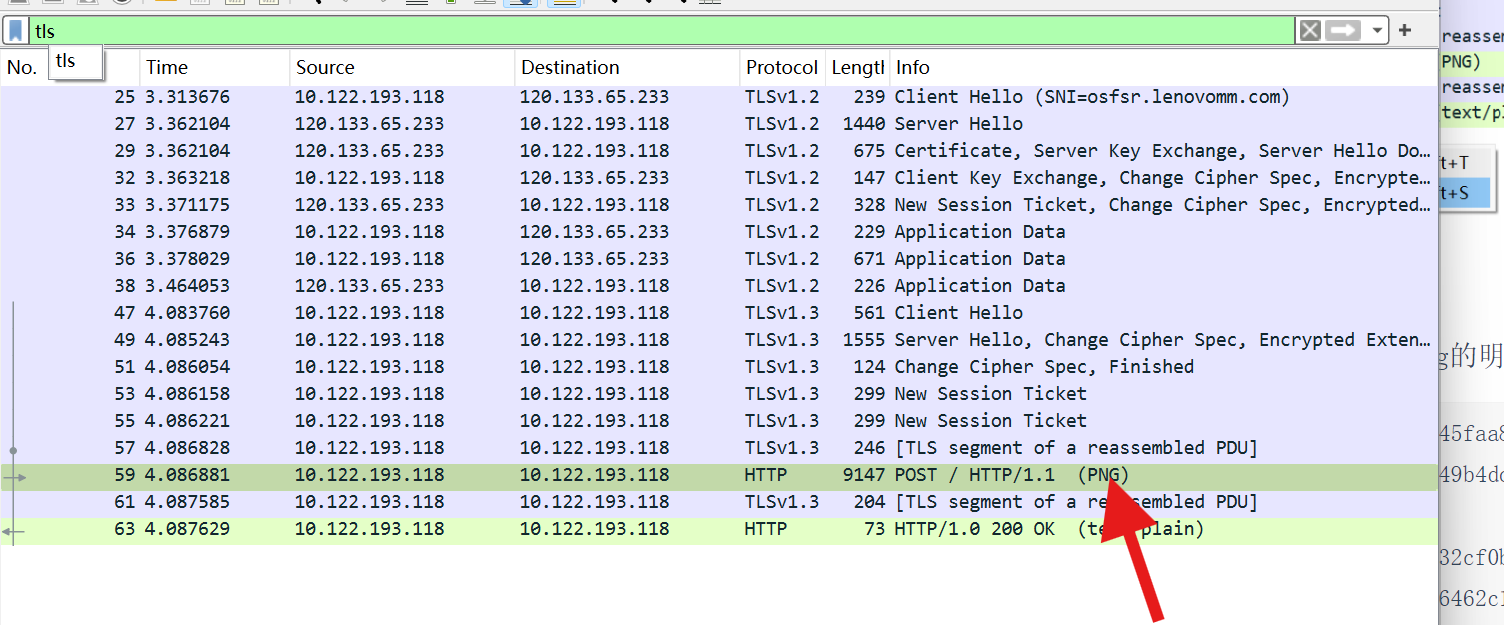 tls
tls
No. Time Source Destination Protocol Length Info
25 3.313676 10.122.193.118 120.133.65.233 TLSv1.2 239 Client Hello (SNI=osfsr.lenovomm.com)
27 3.362104 120.133.65.233 10.122.193.118 TLSv1.2 1440 Server Hello
29 3.362104 120.133.65.233 10.122.193.118 TLSv1.2 675 Certificate, Server Key Exchange, Server Hello Do…
32 3.363218 10.122.193.118 120.133.65.233 TLSv1.2 147 Client Key Exchange, Change Cipher Spec, Encrypte…
33 3.371175 120.133.65.233 10.122.193.118 TLSv1.2 328 New Session Ticket, Change Cipher Spec, Encrypted…
34 3.376879 10.122.193.118 120.133.65.233 TLSv1.2 229 Application Data
36 3.378029 10.122.193.118 120.133.65.233 TLSv1.2 671 Application Data
38 3.464053 120.133.65.233 10.122.193.118 TLSv1.2 226 Application Data
47 4.083760 10.122.193.118 10.122.193.118 TLSv1.3 561 Client Hello
49 4.085243 10.122.193.118 10.122.193.118 TLSv1.3 1555 Server Hello, Change Cipher Spec, Encrypted Exten…
51 4.086054 10.122.193.118 10.122.193.118 TLSv1.3 124 Change Cipher Spec, Finished
53 4.086158 10.122.193.118 10.122.193.118 TLSv1.3 299 New Session Ticket
55 4.086221 10.122.193.118 10.122.193.118 TLSv1.3 299 New Session Ticket
57 4.086828 10.122.193.118 10.122.193.118 TLSv1.3 246 [TLS segment of a reassembled PDU]
59 4.086881 10.122.193.118 10.122.193.118 HTTP 9147 POST / HTTP/1.1 (PNG)
61 4.087585 10.122.193.118 10.122.193.118 TLSv1.3 204 [TLS segment of a reassembled PDU]
63 4.087629 10.122.193.118 10.122.193.118 HTTP 73 HTTP/1.0 200 OK (text/plain)
reassem
PNG)
reassem
text/pl
t+T
t+S
g的明
45faa8
49b4dd
32cf0b
6462c1